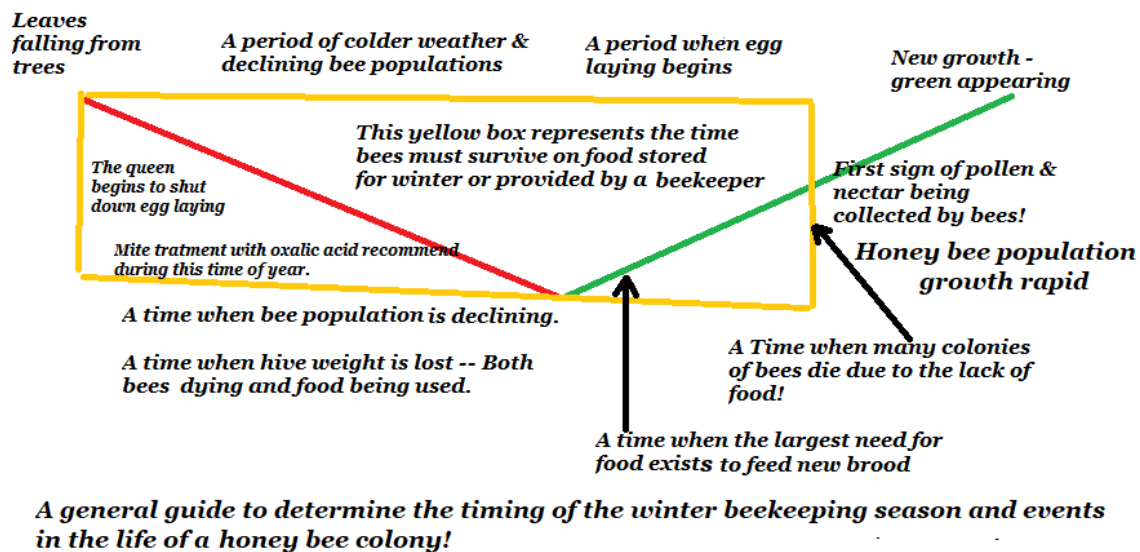 Leaves
falling from
trees
A period of colder weather &
declining bee populations
A period when egg
laying begins
New growth -
green appearing
This yellow box represents the time
bees must survive on food stored
for winter or provided by a beekeeper
The queen
begins to shut
down egg laying
First sign of pollen &
nectar being
collected by bees!
Mite tratment with oxalic acid recommend
during this time of year.
Honey bee population
growth rapid
A time when bee population is declining.
A time when hive weight is lost -- Both
bees dying and food being used.
A Time when many colonies
of bees die due to the lack of
food!
A time when the largest need for
food exists to feed new brood
A general guide to determine the timing of the winter beekeeping season and events
in the life of a honey bee colony!